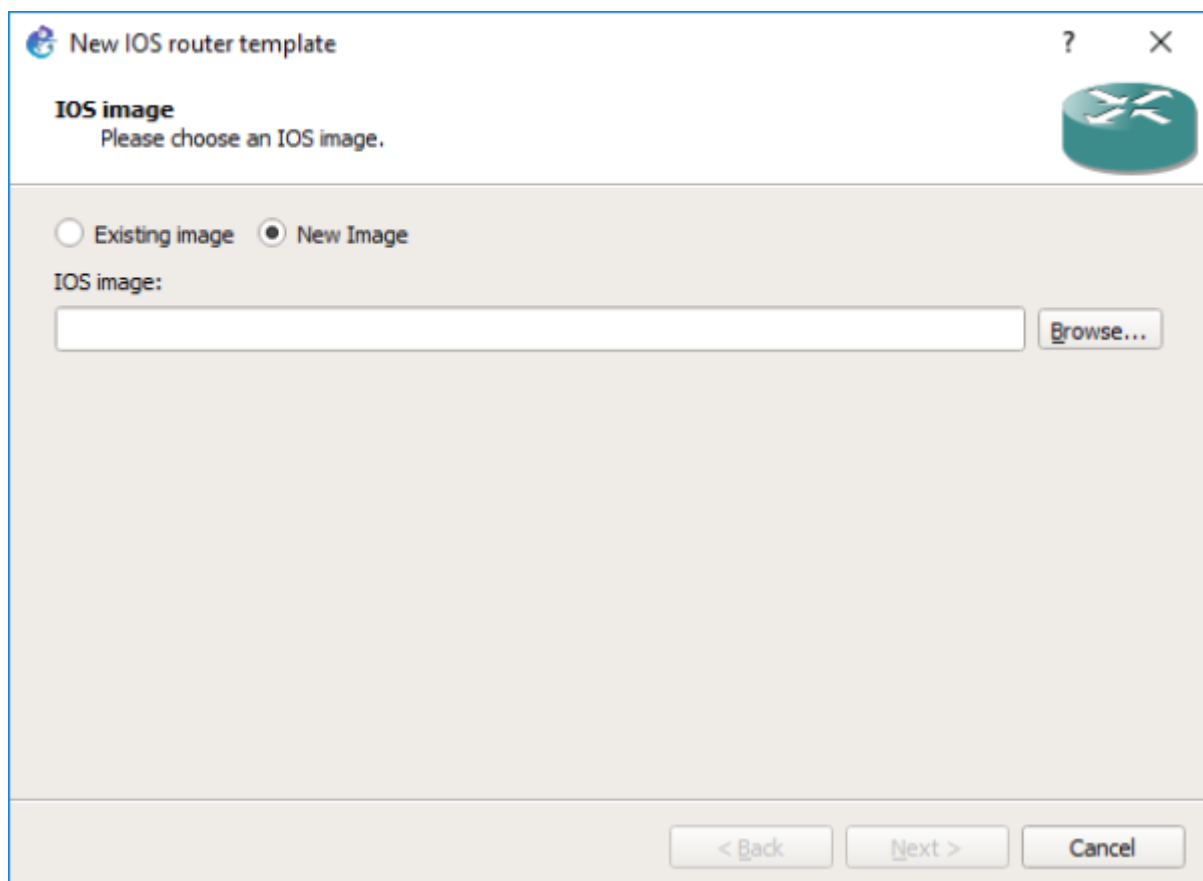 New IOS router template ?
IOS image
Please choose an IOS image.
Existing image New Image
IOS image:
Browse...
< Back Next > Cancel